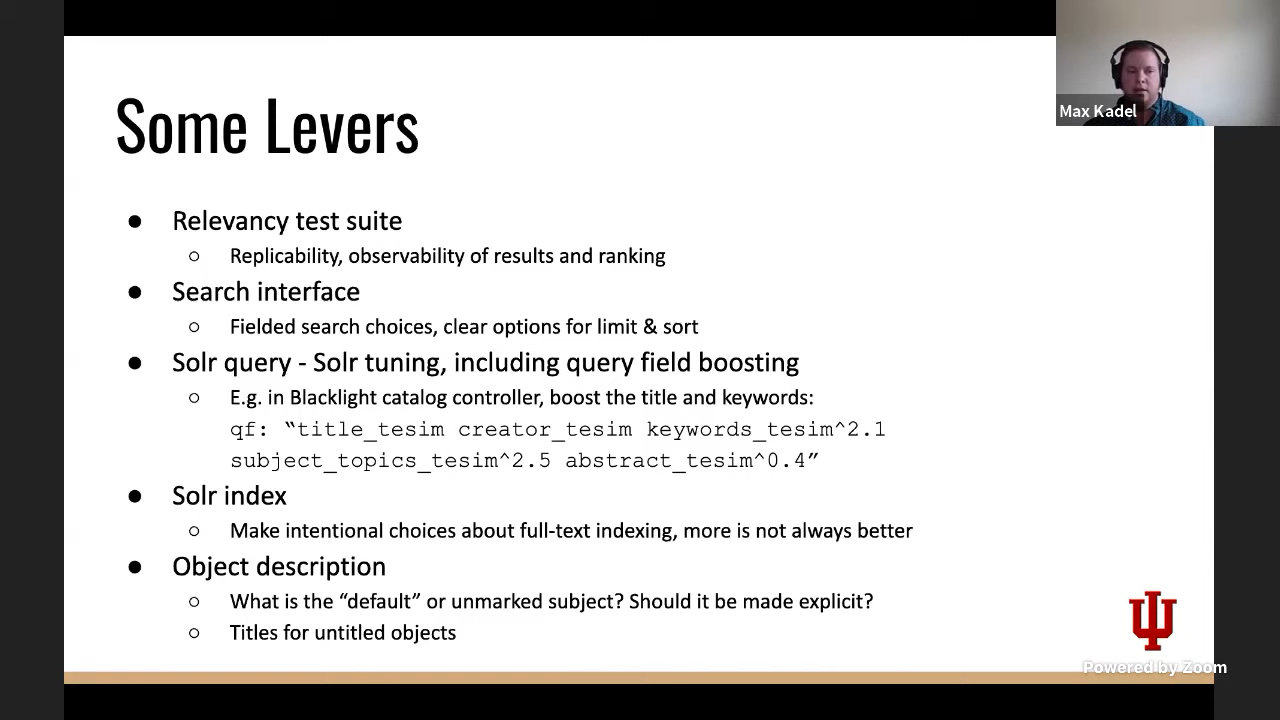 Max Kadel
Some Levers
● Relevancy test suite
○ Replicability, observability of results and ranking
● Search interface
○ Fielded search choices, clear options for limit & sort
● Solr query - Solr tuning, including query field boosting
○ E.g. in Blacklight catalog controller, boost the title and keywords:
qf: “title_tesim creator_tesim keywords_tesim^2.1
subject_topics_tesim^2.5 abstract_tesim^0.4”
● Solr index
○ Make intentional choices about full-text indexing, more is not always better
● Object description
○ What is the “default” or unmarked subject? Should it be made explicit?
○ Titles for untitled objects
Powered by Zoom